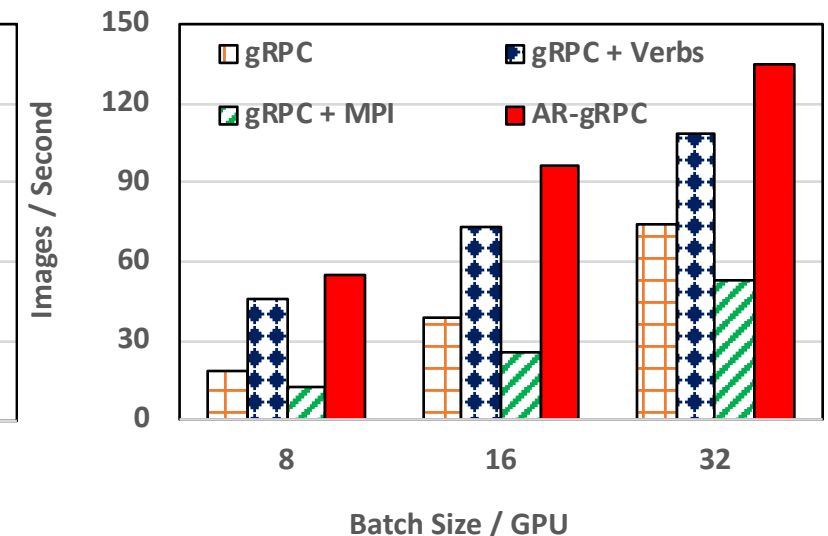 150
120
90
60
30
0
Images / Second
gRPC
gRPC + Verbs
gRPC + MPI
AR-gRPC
8
16
32
Batch Size / GPU